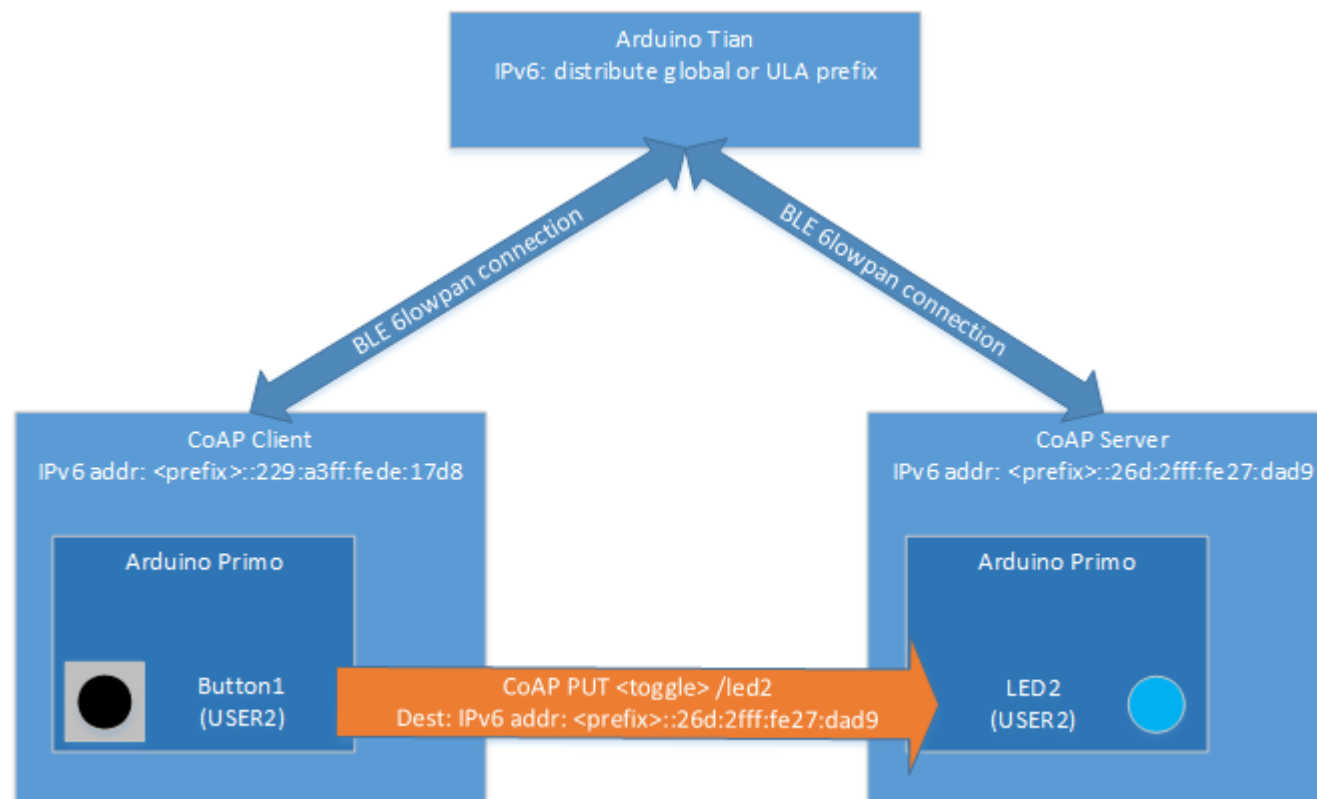 Arduino Tian
IPv6: distribute global or ULA prefix
BLE 6lowpan connection
BLE 6lowpan connection
CoAP Client
IPv6 addr: <prefix>::229:a3ff:fede:17d8
Arduino Primo
Button1
(USER2)
CoAP PUT <toggle> /led2
Dest: IPv6 addr: <prefix>::26d:2fff:fe27:dad9
CoAP Server
IPv6 addr: <prefix>::26d:2fff:fe27:dad9
Arduino Primo
LED2
(USER2)